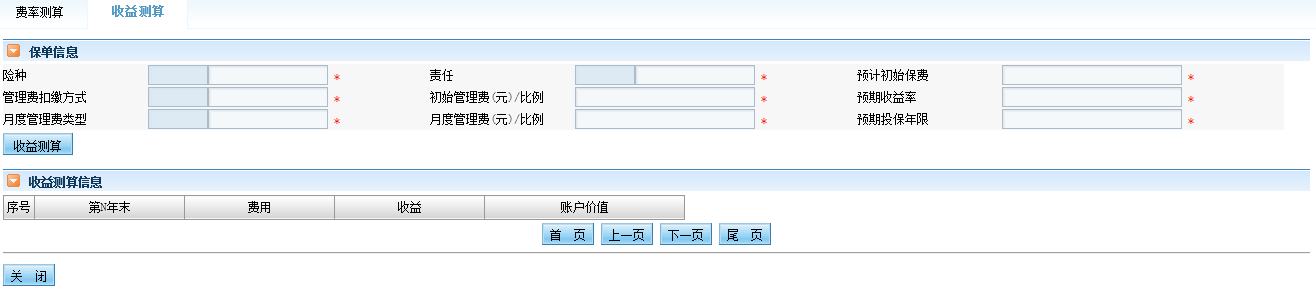 费率测算 收益测算
保单信息
险种 * 责任 * 预计初始保费 *
管理费扣缴方式 * 初始管理费(元)/比例 * 预期收益率 *
月度管理费类型 * 月度管理费(元)/比例 * 预期投保年限 *
收益测算
收益测算信息
序号 第N年末 费用 收益 账户价值
首 页 上一页 下一页 尾 页
关 闭